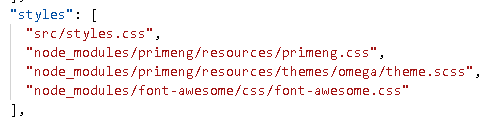 "styles": [
"src/styles.css",
"node_modules/primeng/resources/primeng.css",
"node_modules/primeng/resources/themes/omega/theme.scss",
"node_modules/font-awesome/css/font-awesome.css"
],